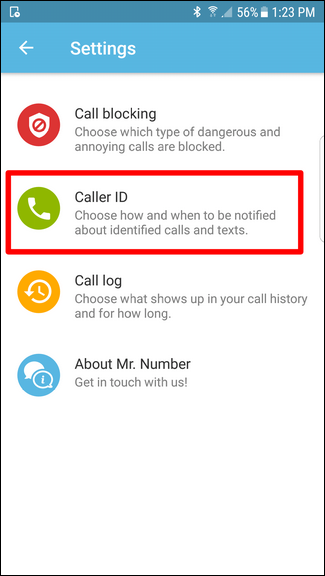 56% 1:23 PM
Settings
Call blocking
Choose which type of dangerous and
annoying calls are blocked.
Caller ID
Choose how and when to be notified
about identified calls and texts.
Call log
Choose what shows up in your call history
and for how long.
About Mr. Number
Get in touch with us!